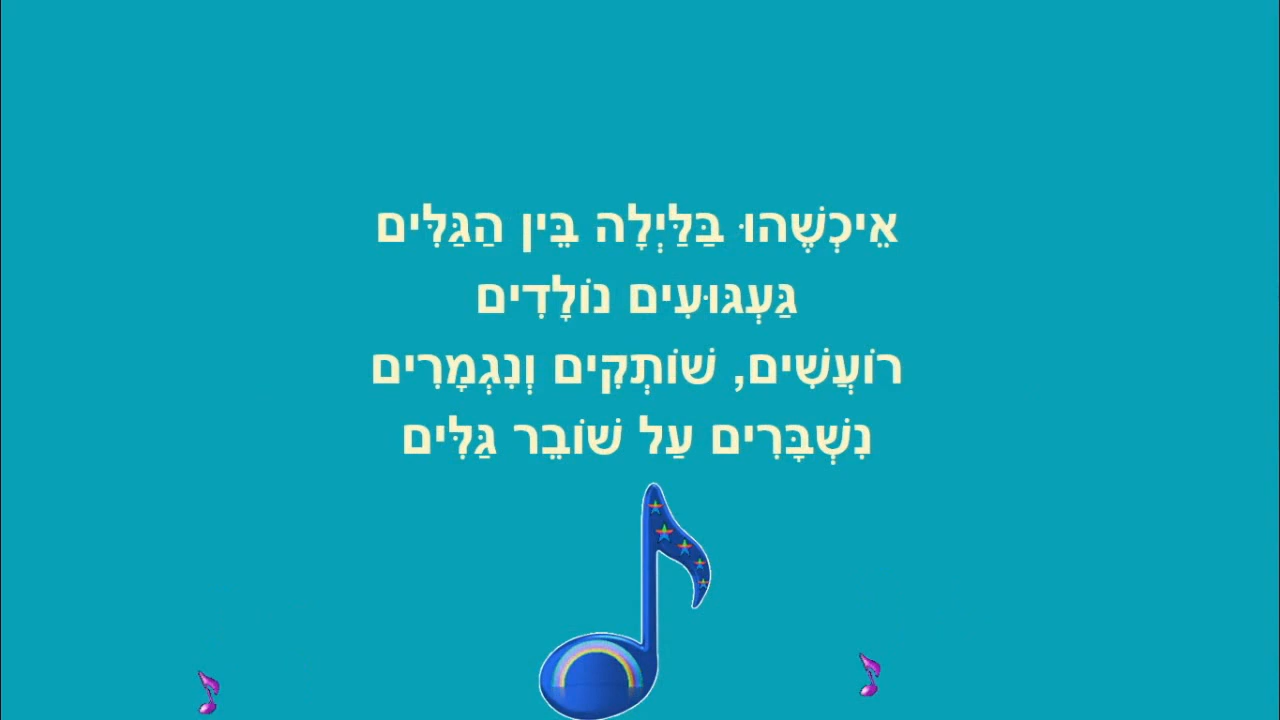 אֵיכְשֶׁהוּ בַּלַּיְלָה בֵּין הַגַּלִּים
גַּעְגּוּעִים נוֹלָדִים
רוֹעֲשִׁים, שׁוֹתְקִים וְנִגְמָרִים
נִשְׁבָּרִים עַל שׁוֹבֵר גַּלִּים